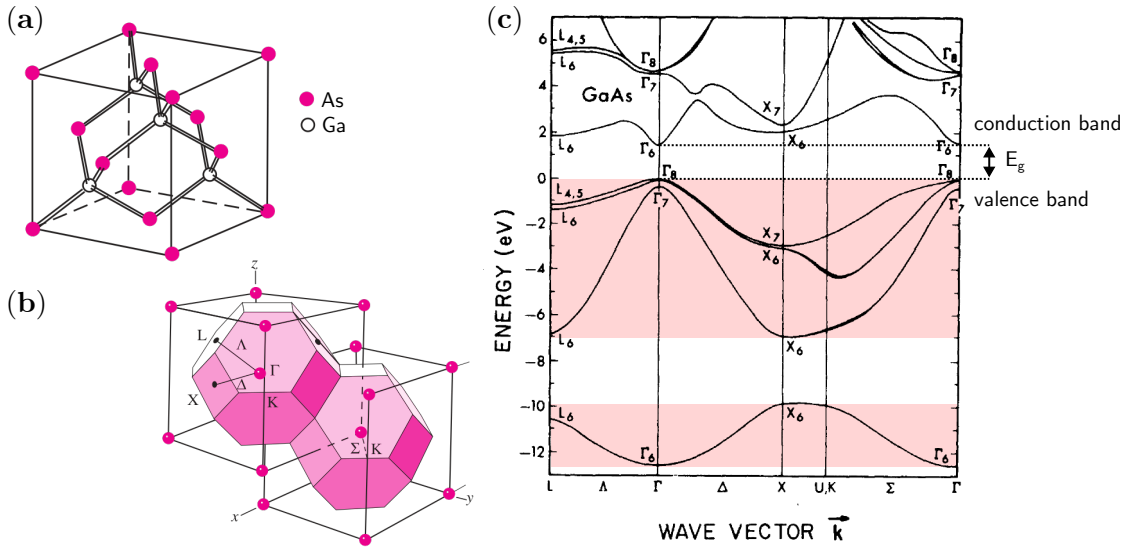 (a)
As
Ga
(b)
z
L
Λ
Γ
Δ
X
K
Σ
K
x
y
(c)
ENERGY (eV)
6
4
2
0
-2
-4
-6
-8
-10
-12
GaAs
L4,5
L6
L6
L4,5
L6
L6
L6
Γ8
Γ7
Γ6
Γ8
Γ7
Γ6
X7
X6
X7
X6
X6
X6
Γ8
Γ7
Γ6
Γ8
Γ7
Γ6
conduction band
Eg
valence band
L Λ Γ Δ X U,K Σ Γ
WAVE VECTOR k